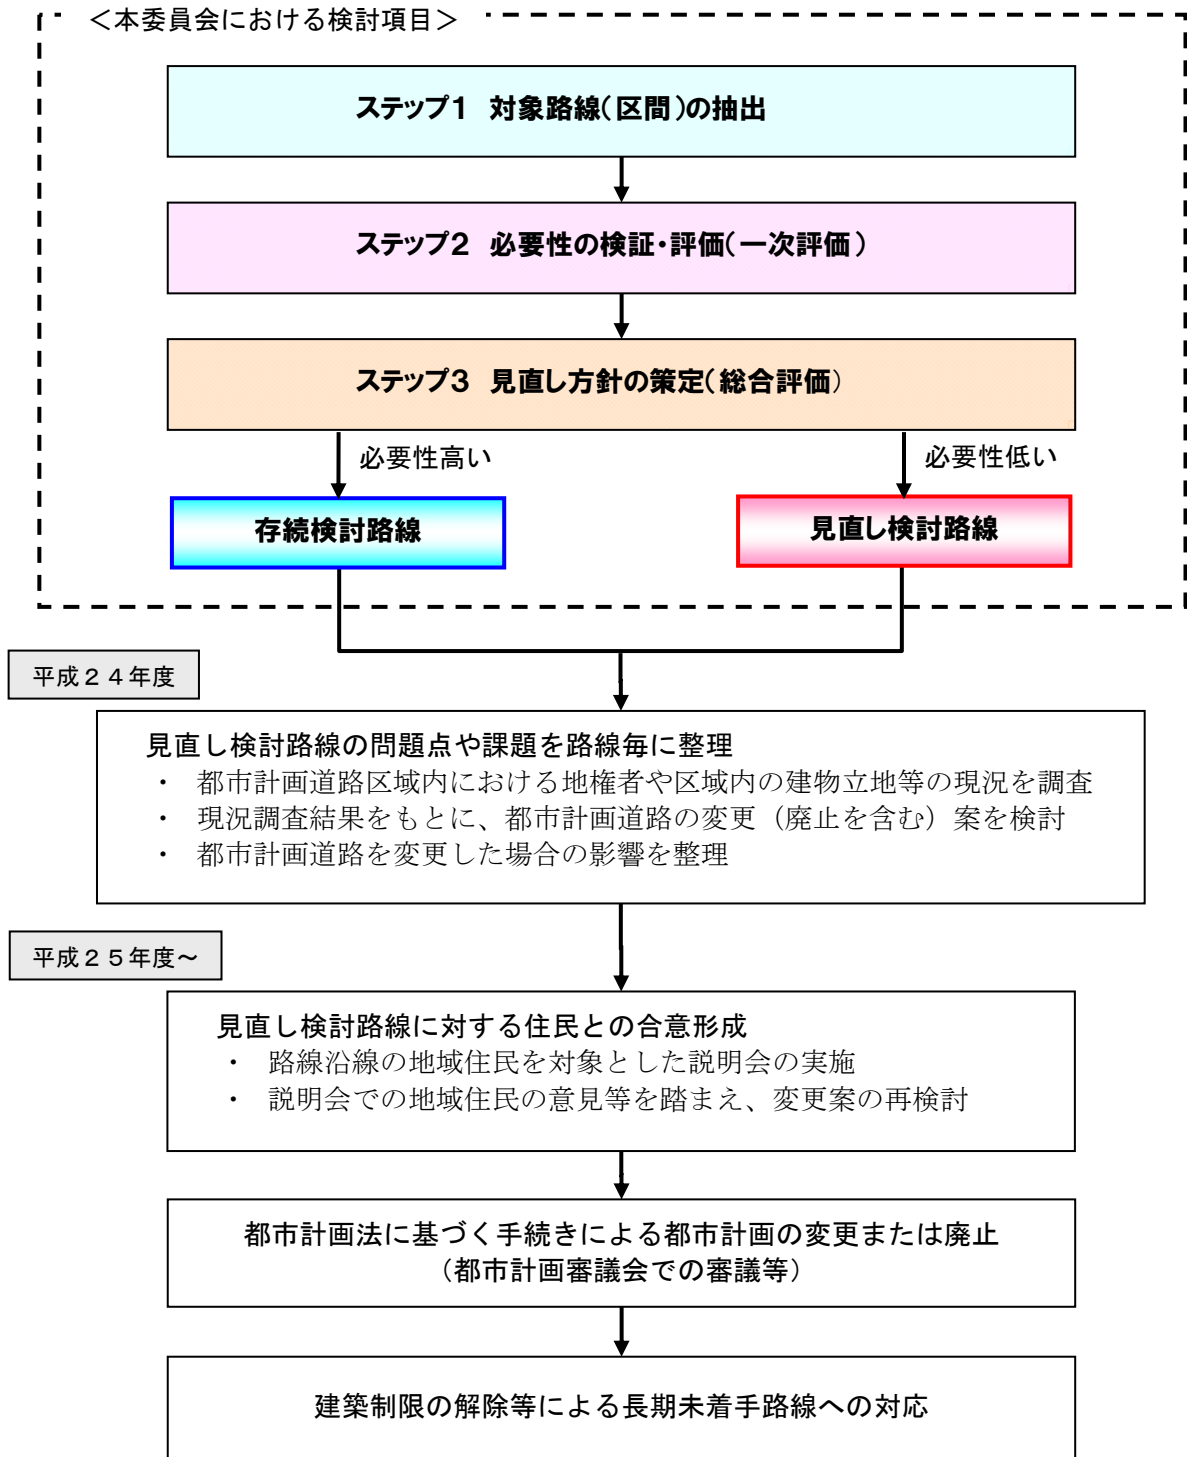 ＜本委員会における検討項目＞
ステップ1 対象路線（区間）の抽出
ステップ2 必要性の検証・評価（一次評価）
ステップ3 見直し方針の策定（総合評価）
必要性高い
必要性低い
存続検討路線
見直し検討路線
平成２４年度
見直し検討路線の問題点や課題を路線毎に整理
・ 都市計画道路区域内における地権者や区域内の建物立地等の現況を調査
・ 現況調査結果をもとに、都市計画道路の変更（廃止を含む）案を検討
・ 都市計画道路を変更した場合の影響を整理
平成２５年度～
見直し検討路線に対する住民との合意形成
・ 路線沿線の地域住民を対象とした説明会の実施
・ 説明会での地域住民の意見等を踏まえ、変更案の再検討
都市計画法に基づく手続きによる都市計画の変更または廃止
（都市計画審議会での審議等）
建築制限の解除等による長期未着手路線への対応